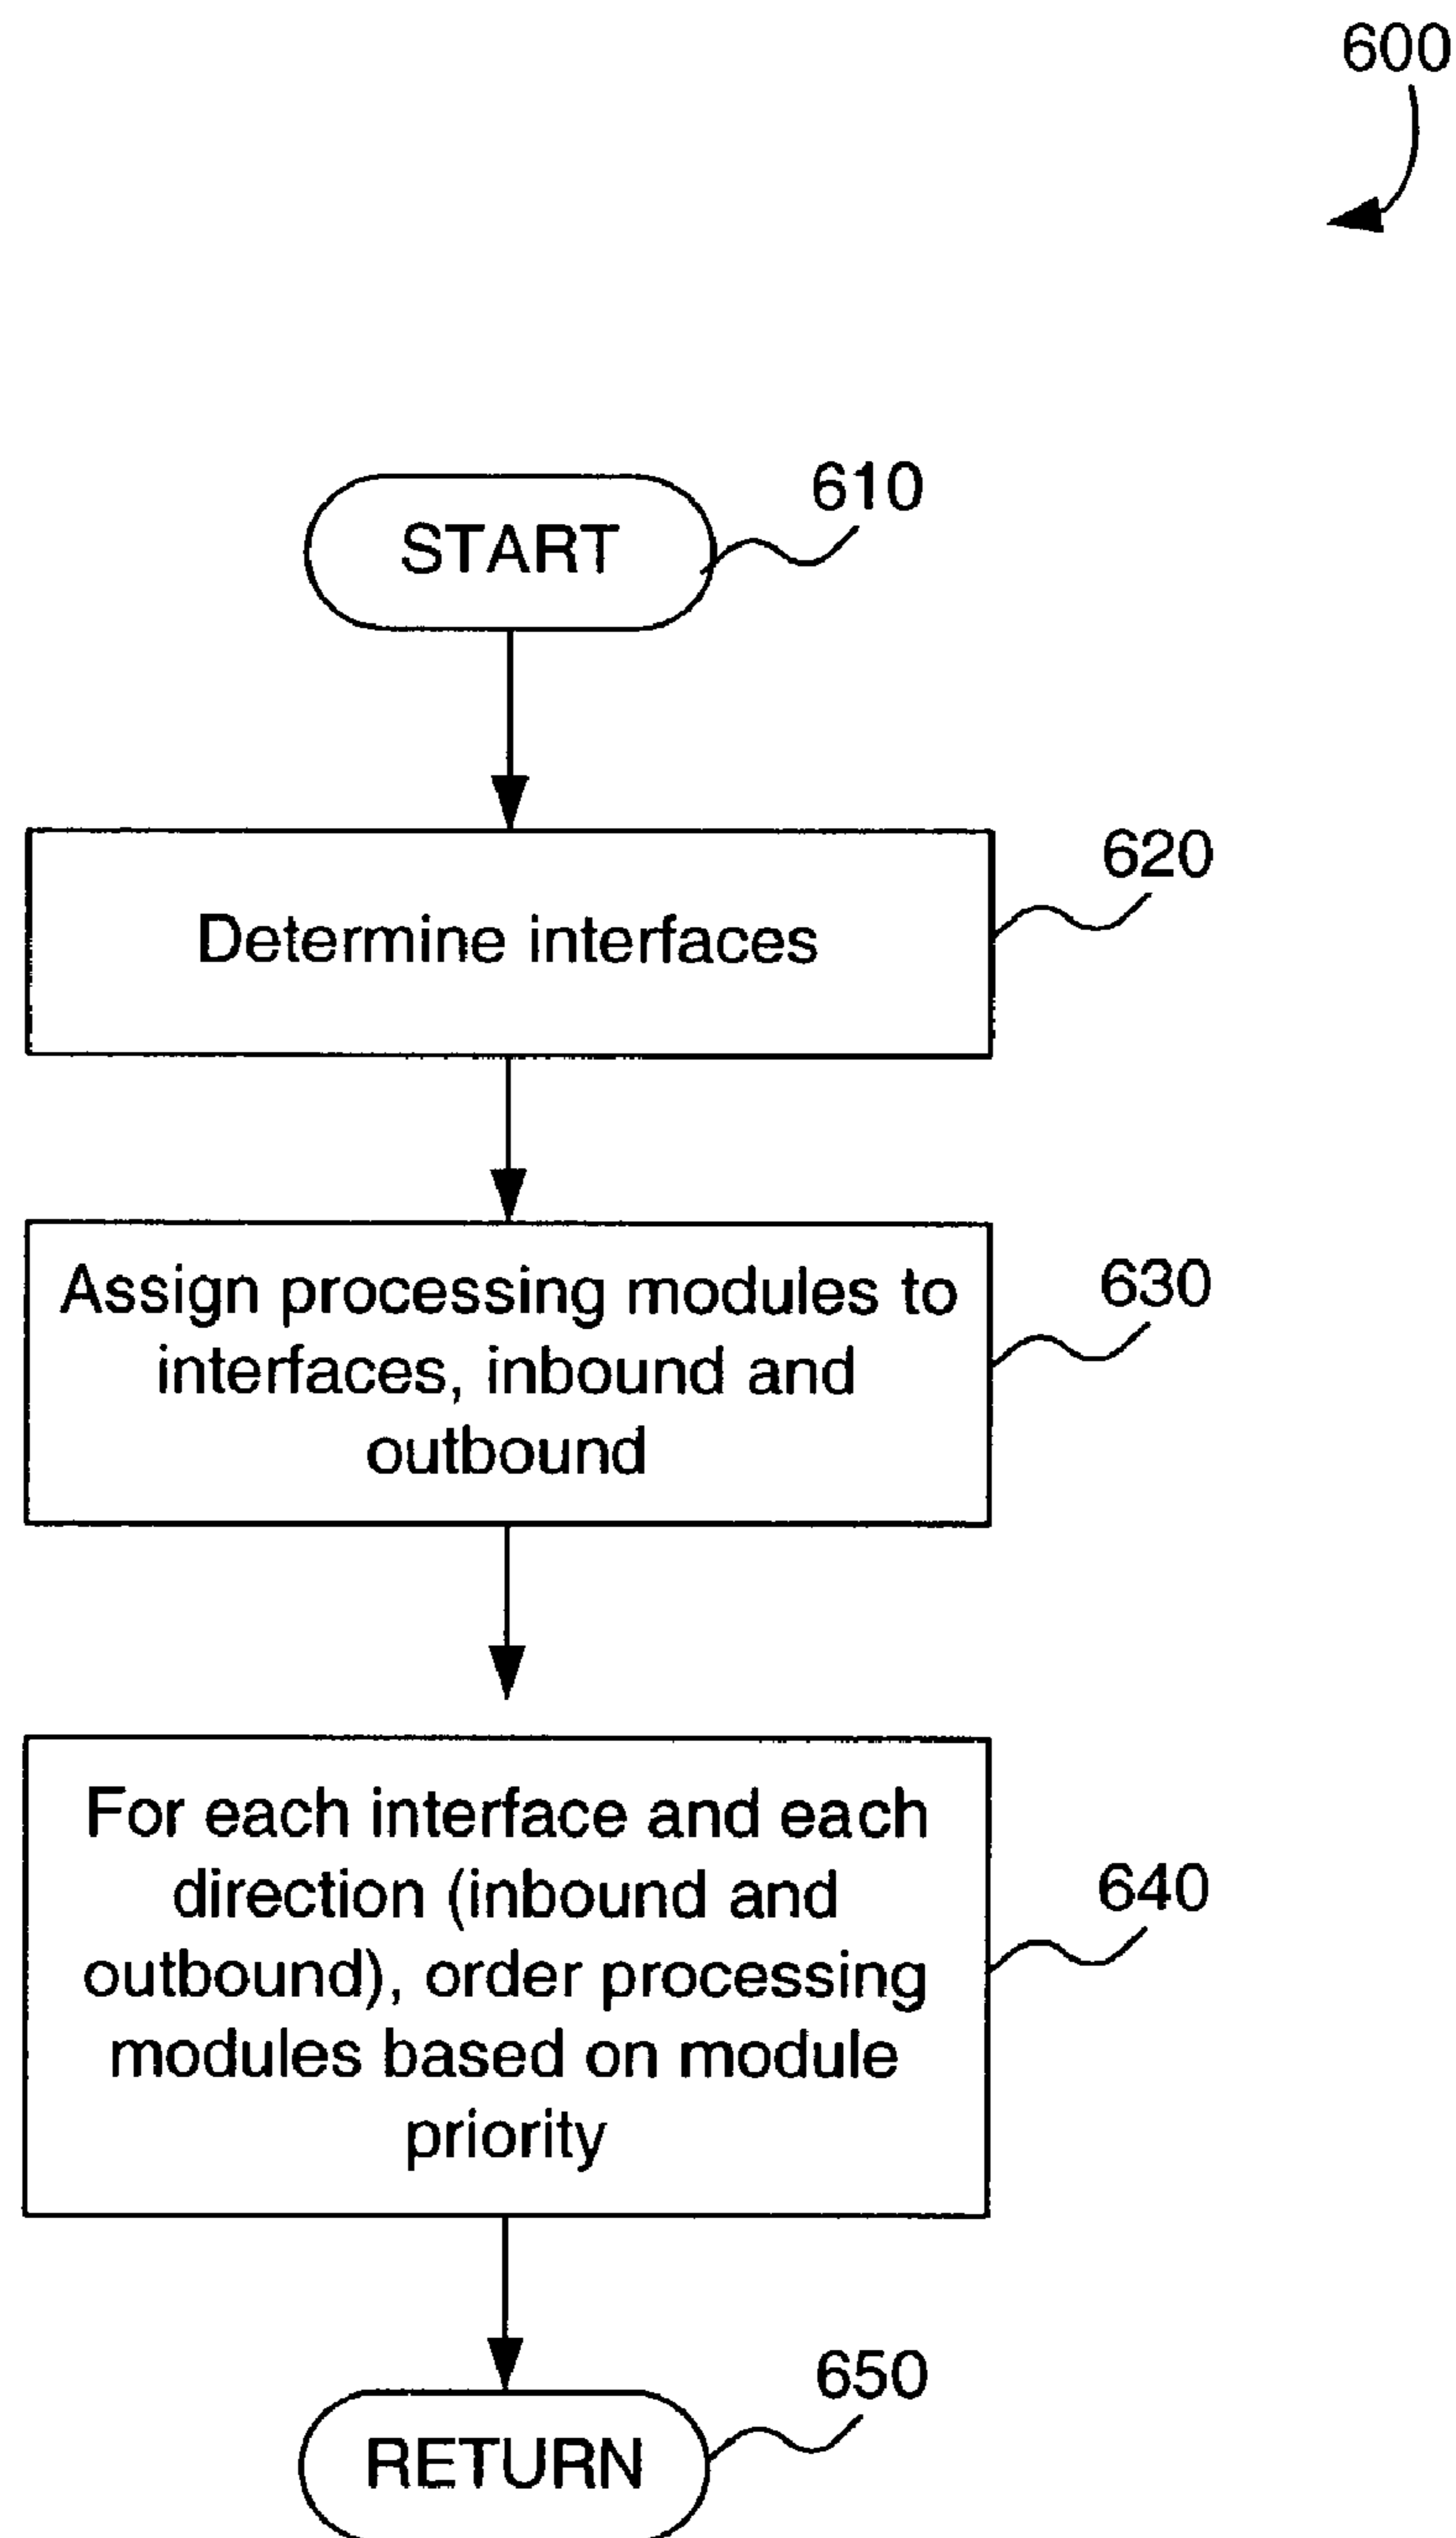 600
START
610
Determine interfaces
620
Assign processing modules to
interfaces, inbound and
outbound
630
For each interface and each
direction (inbound and
outbound), order processing
modules based on module
priority
640
RETURN
650